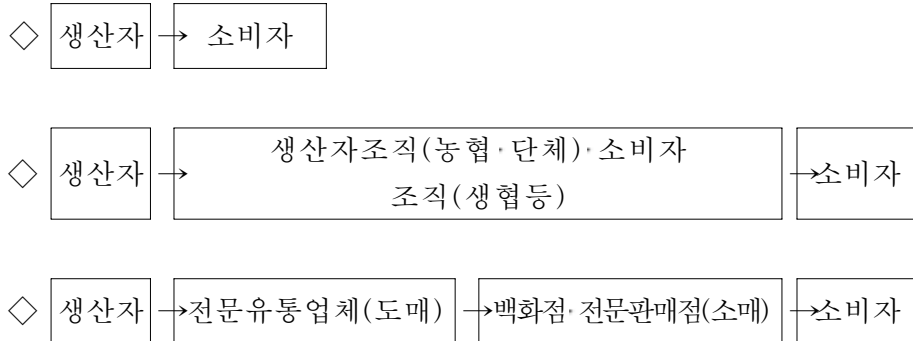 ◇ 생산자 → 소비자
◇ 생산자 → 생산자조직(농협·단체)·소비자
조직(생협등) → 소비자
◇ 생산자 → 전문유통업체(도매) → 백화점·전문판매점(소매) → 소비자